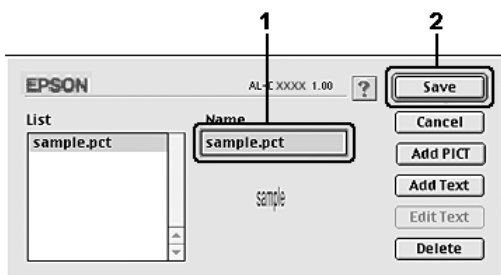 1 2
EPSON AL-C XXXX 1.00 ? Save
List Name Cancel
sample.pct sample.pct Add PICT
sample Add Text
Edit Text
Delete